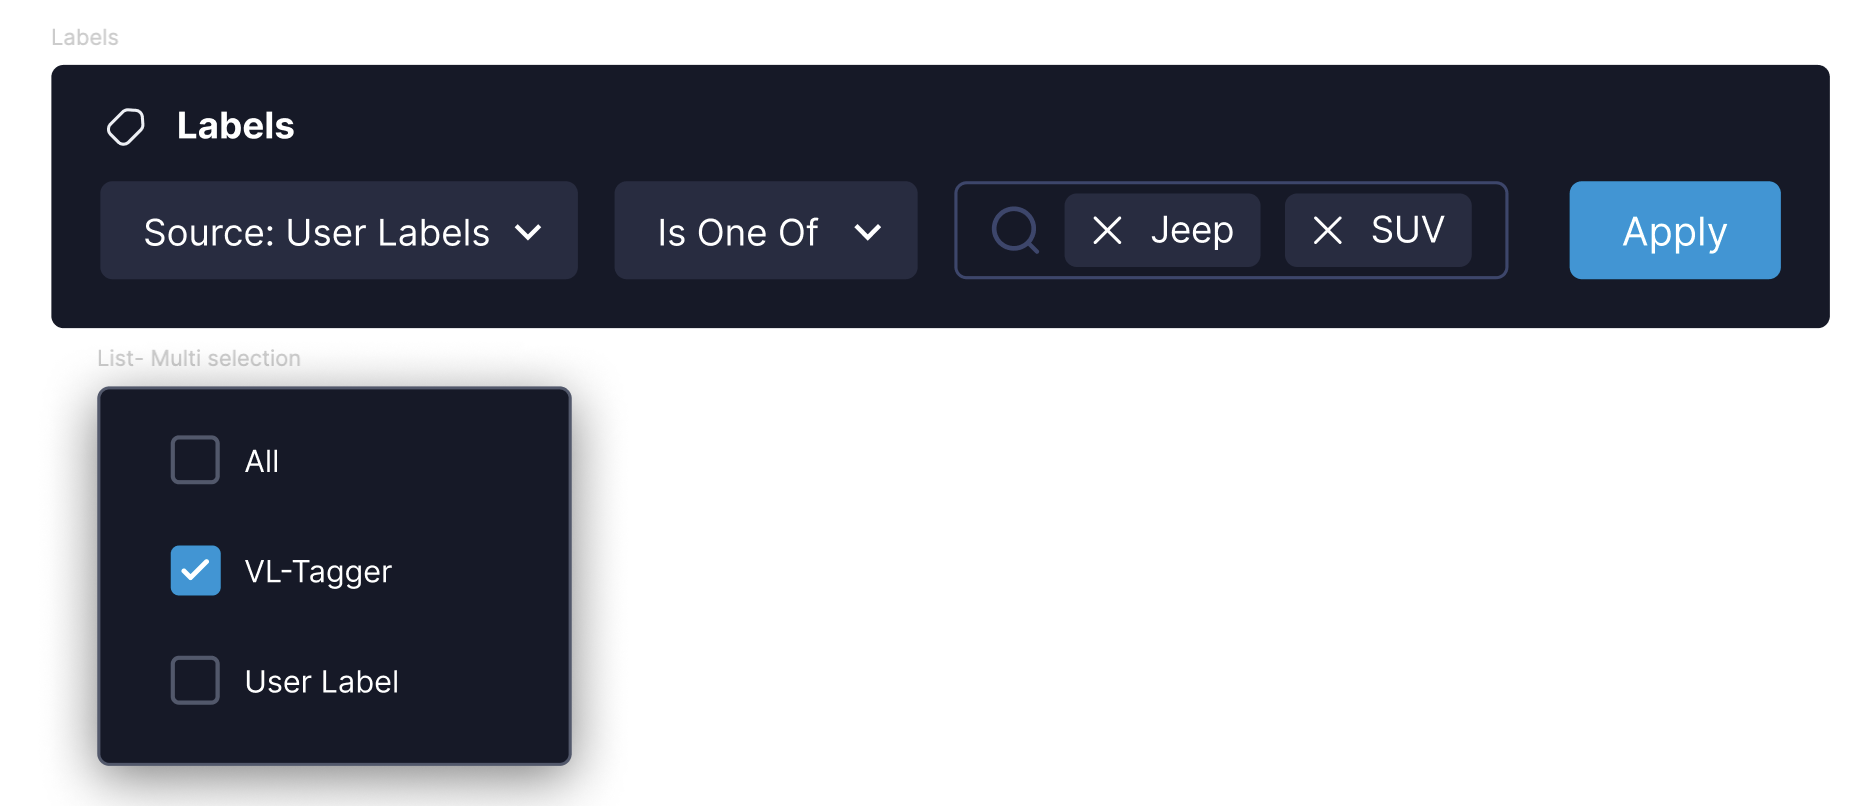 Labels
Labels
Source: User Labels
Is One Of
Jeep
SUV
Apply
List- Multi selection
All
VL-Tagger
User Label